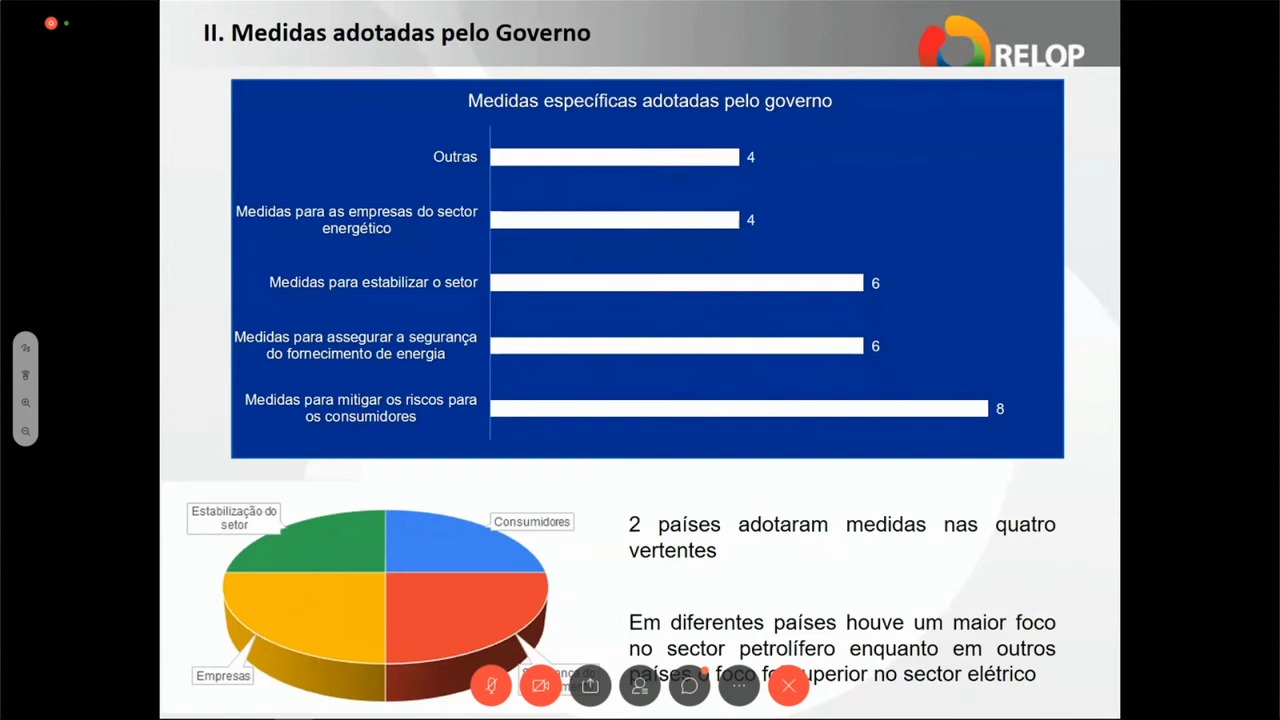 II. Medidas adotadas pelo Governo
RELOP
Medidas específicas adotadas pelo governo
Outras
4
Medidas para as empresas do sector
energético
4
Medidas para estabilizar o setor
6
Medidas para assegurar a segurança
do fornecimento de energia
6
Medidas para mitigar os riscos para
os consumidores
8
Estabilização do
setor
Consumidores
Empresas
2 países adotaram medidas nas quatro
vertentes
Em diferentes países houve um maior foco
no sector petrolífero enquanto em outros
países o foco foi superior no sector elétrico